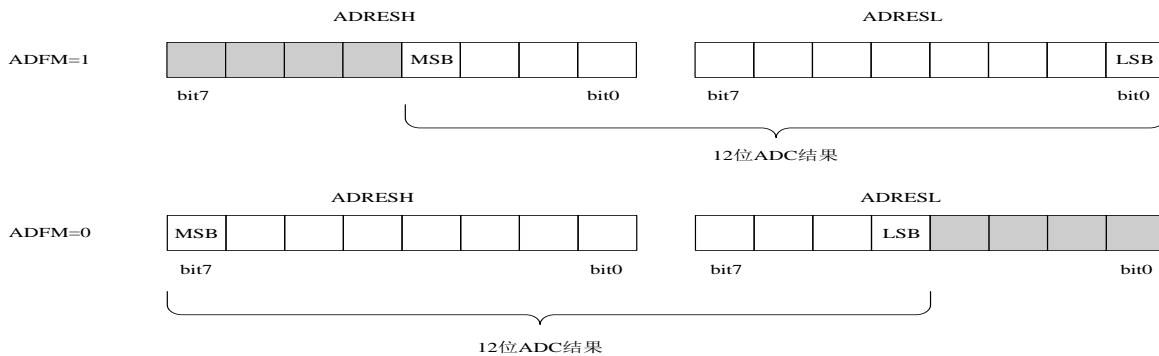 ADRESH ADRESL
ADFM=1 MSB LSB
bit7 bit0 bit7 bit0
12位ADC结果
ADRESH ADRESL
ADFM=0 MSB LSB
bit7 bit0 bit7 bit0
12位ADC结果